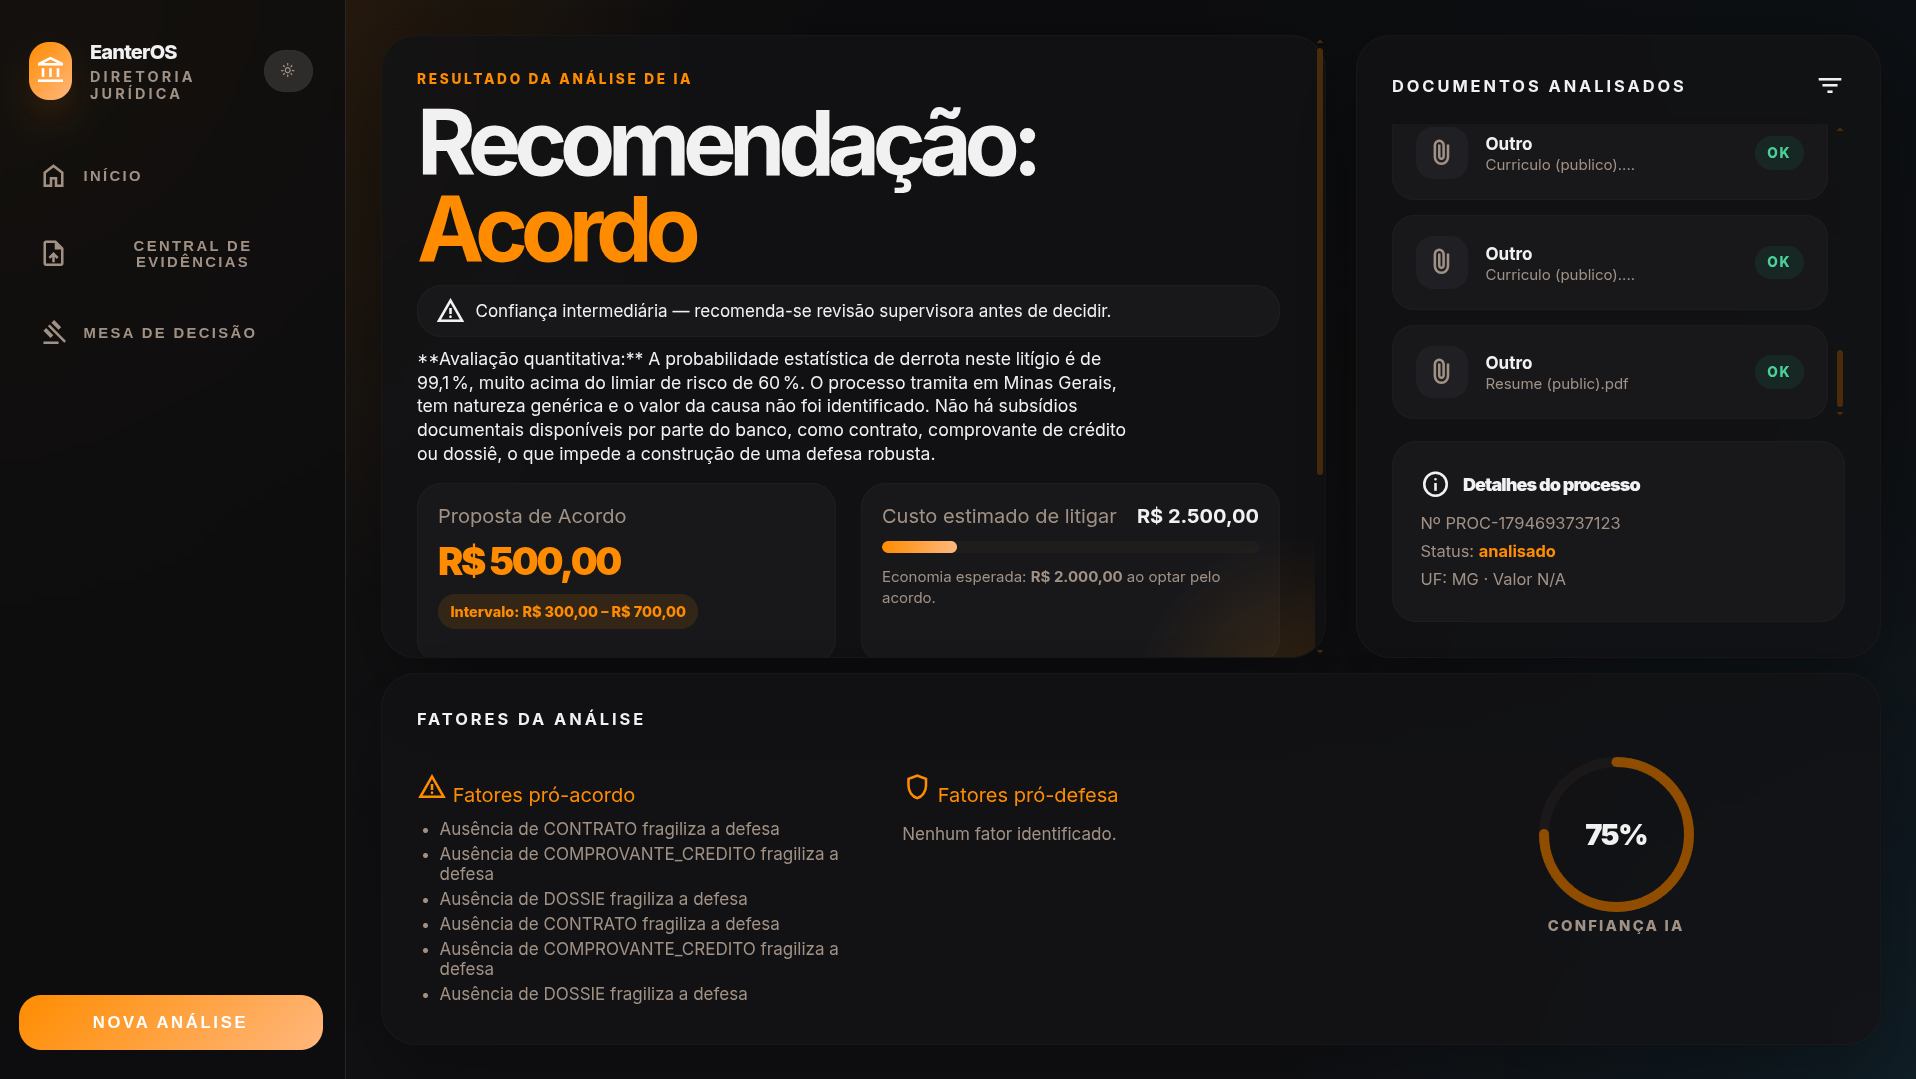 EanterOS
DIRETORIA
JURÍDICA
INÍCIO
CENTRAL DE
EVIDÊNCIAS
MESA DE DECISÃO
NOVA ANÁLISE
RESULTADO DA ANÁLISE DE IA
Recomendação:
Acordo
Confiança intermediária — recomenda-se revisão supervisora antes de decidir.
**Avaliação quantitativa:** A probabilidade estatística de derrota neste litígio é de
99,1 %, muito acima do limiar de risco de 60 %. O processo tramita em Minas Gerais,
tem natureza genérica e o valor da causa não foi identificado. Não há subsídios
documentais disponíveis por parte do banco, como contrato, comprovante de crédito
ou dossiê, o que impede a construção de uma defesa robusta.
Proposta de Acordo
R$ 500,00
Intervalo: R$ 300,00 – R$ 700,00
Custo estimado de litigar R$ 2.500,00
Economia esperada: R$ 2.000,00 ao optar pelo
acordo.
DOCUMENTOS ANALISADOS
Outro
Curriculo (publico)....
OK
Outro
Curriculo (publico)....
OK
Outro
Resume (public).pdf
OK
Detalhes do processo
Nº PROC-1794693737123
Status: analisado
UF: MG · Valor N/A
FATORES DA ANÁLISE
Fatores pró-acordo
• Ausência de CONTRATO fragiliza a defesa
• Ausência de COMPROVANTE_CREDITO fragiliza a
defesa
• Ausência de DOSSIE fragiliza a defesa
• Ausência de CONTRATO fragiliza a defesa
• Ausência de COMPROVANTE_CREDITO fragiliza a
defesa
• Ausência de DOSSIE fragiliza a defesa
Fatores pró-defesa
Nenhum fator identificado.
75%
CONFIANÇA IA